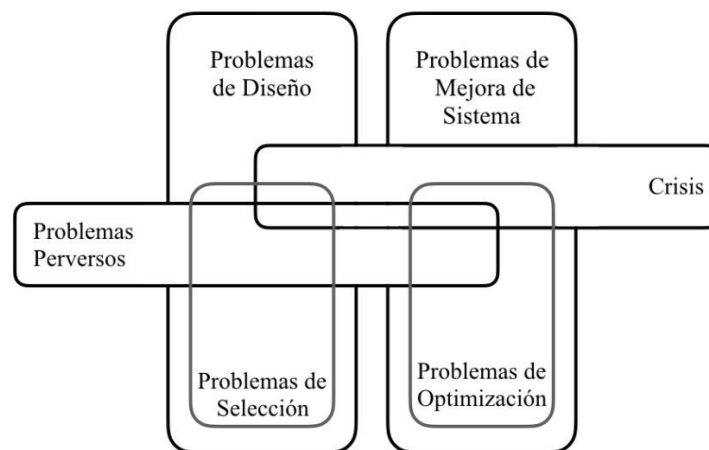 Problemas
de Diseño
Problemas de
Mejora de
Sistema
Crisis
Problemas
Perversos
Problemas de
Selección
Problemas de
Optimización